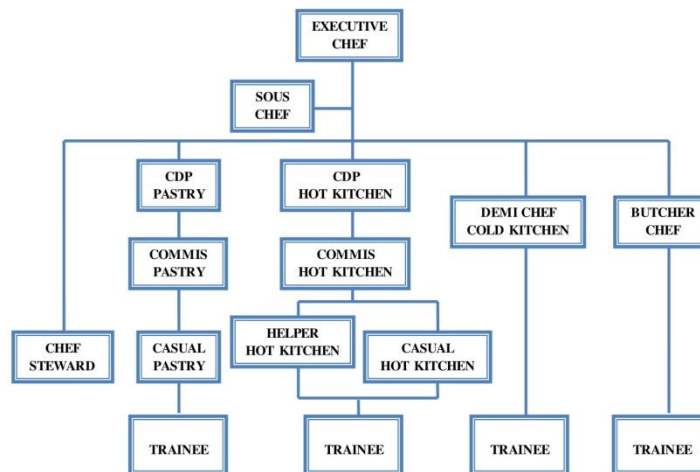 EXECUTIVE
CHEF
SOUS
CHEF
CDP
PASTRY
CDP
HOT KITCHEN
DEMI CHEF
COLD KITCHEN
BUTCHER
CHEF
COMMIS
PASTRY
COMMIS
HOT KITCHEN
CHEF
STEWARD
CASUAL
PASTRY
HELPER
HOT KITCHEN
CASUAL
HOT KITCHEN
TRAINEE
TRAINEE
TRAINEE
TRAINEE